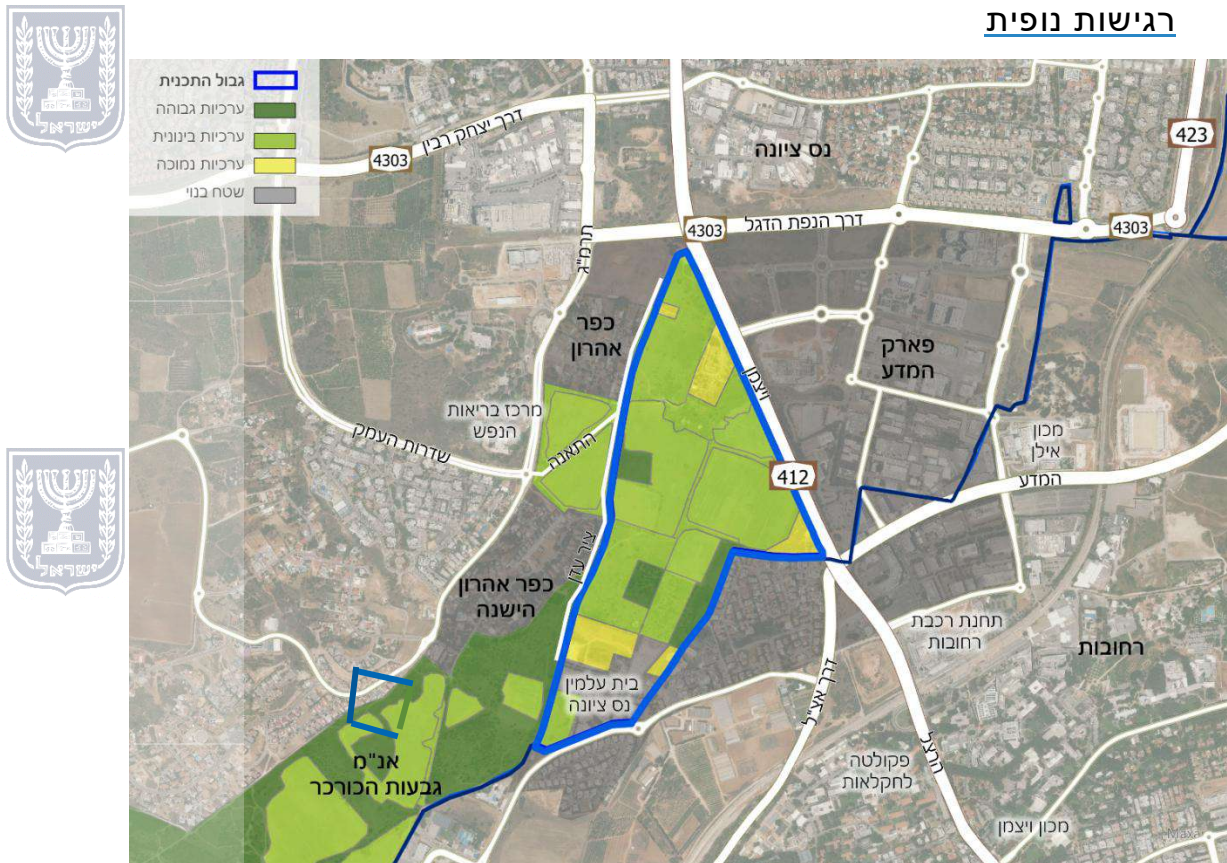 רגישות נופית
ישראל
ישראל
גבול התכנית
ערכיות גבוהה
ערכיות בינונית
ערכיות נמוכה
שטח בנוי
דרך יצחק רבין
4303
נס ציונה
423
תרמ"ג
4303
דרך הנפת הדגל
4303
כפר
אהרון
פארק
המדע
ויצמן
מרכז בריאות
הנפש
התאנה
שדרות העמק
מכון
אילן
המדע
412
ציר עדן
כפר אהרון
הישנה
תחנת רכבת
רחובות
רחובות
בית עלמין
נס ציונה
דרך אצ"ל
הרצל
אנ"מ
גבעות הכורכר
פקולטה
לחקלאות
מכון ויצמן
Maxar